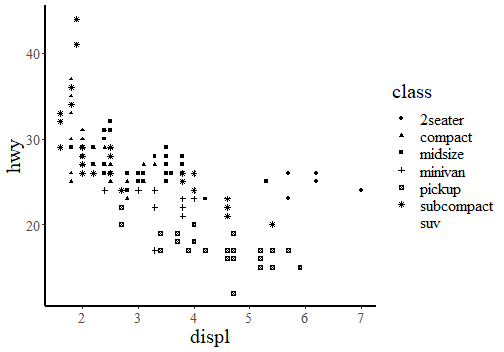 40
30
20
hwy
2 3 4 5 6 7
displ
class
2seater
compact
midsize
minivan
pickup
subcompact
suv